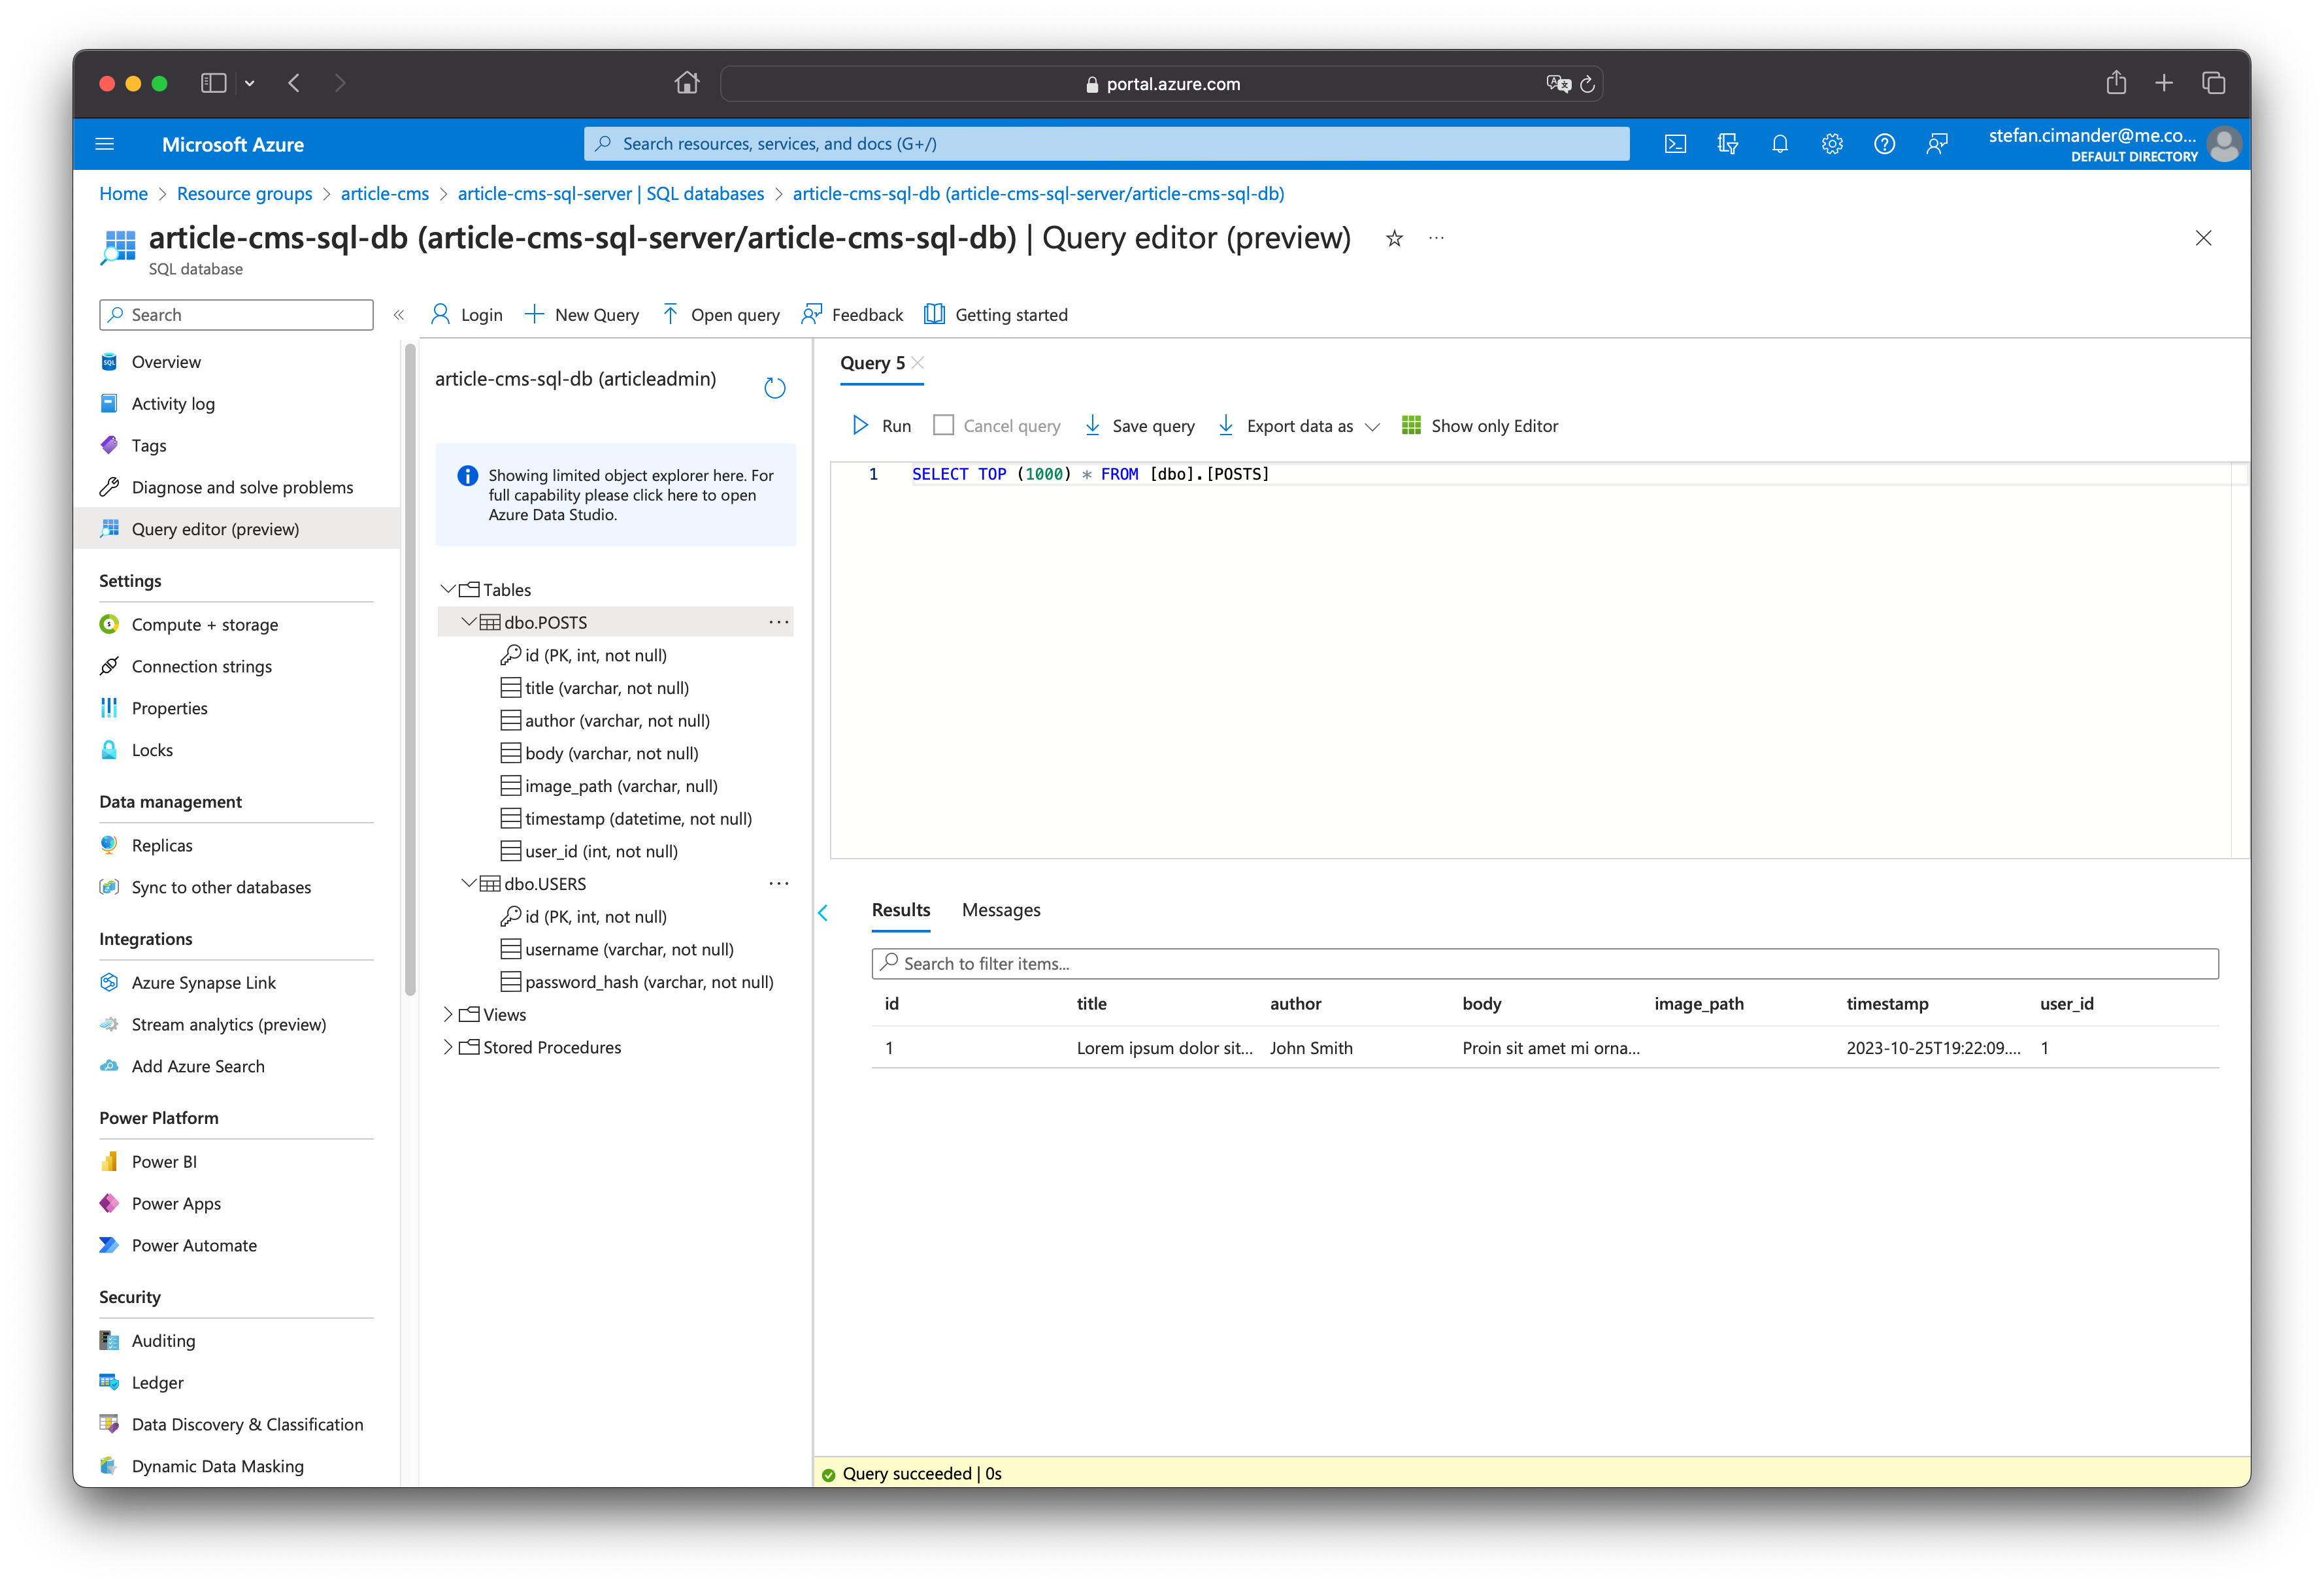 portal.azure.com
Microsoft Azure
Search resources, services, and docs (G+/)
stefan.cimander@me.co...
DEFAULT DIRECTORY
Home > Resource groups > article-cms > article-cms-sql-server | SQL databases > article-cms-sql-db (article-cms-sql-server/article-cms-sql-db)
article-cms-sql-db (article-cms-sql-server/article-cms-sql-db) | Query editor (preview)
SQL database
Search
Overview
Activity log
Tags
Diagnose and solve problems
Query editor (preview)
Settings
Compute + storage
Connection strings
Properties
Locks
Data management
Replicas
Sync to other databases
Integrations
Azure Synapse Link
Stream analytics (preview)
Add Azure Search
Power Platform
Power BI
Power Apps
Power Automate
Security
Auditing
Ledger
Data Discovery & Classification
Dynamic Data Masking
Login New Query Open query Feedback Getting started
article-cms-sql-db (articleadmin)
Showing limited object explorer here. For
full capability please click here to open
Azure Data Studio.
Tables
dbo.POSTS
id (PK, int, not null)
title (varchar, not null)
author (varchar, not null)
body (varchar, not null)
image_path (varchar, null)
timestamp (datetime, not null)
user_id (int, not null)
dbo.USERS
id (PK, int, not null)
username (varchar, not null)
password_hash (varchar, not null)
Views
Stored Procedures
Query 5
Run Cancel query Save query Export data as Show only Editor
1 SELECT TOP (1000) * FROM [dbo].[POSTS]
Results Messages
Search to filter items...
id title author body image_path timestamp user_id
1 Lorem ipsum dolor sit... John Smith Proin sit amet mi orna... 2023-10-25T19:22:09.... 1
Query succeeded | 0s